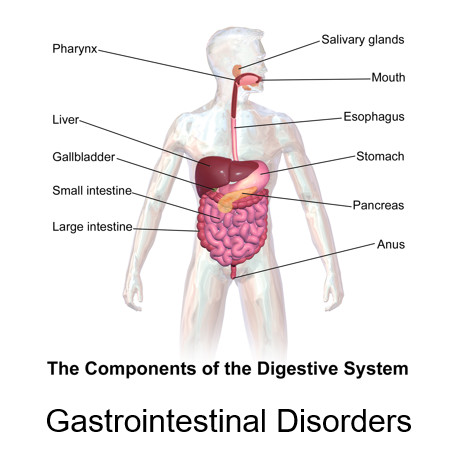 Pharynx
Salivary glands
Mouth
Liver
Esophagus
Gallbladder
Stomach
Small intestine
Pancreas
Large intestine
Anus
The Components of the Digestive System
Gastrointestinal Disorders